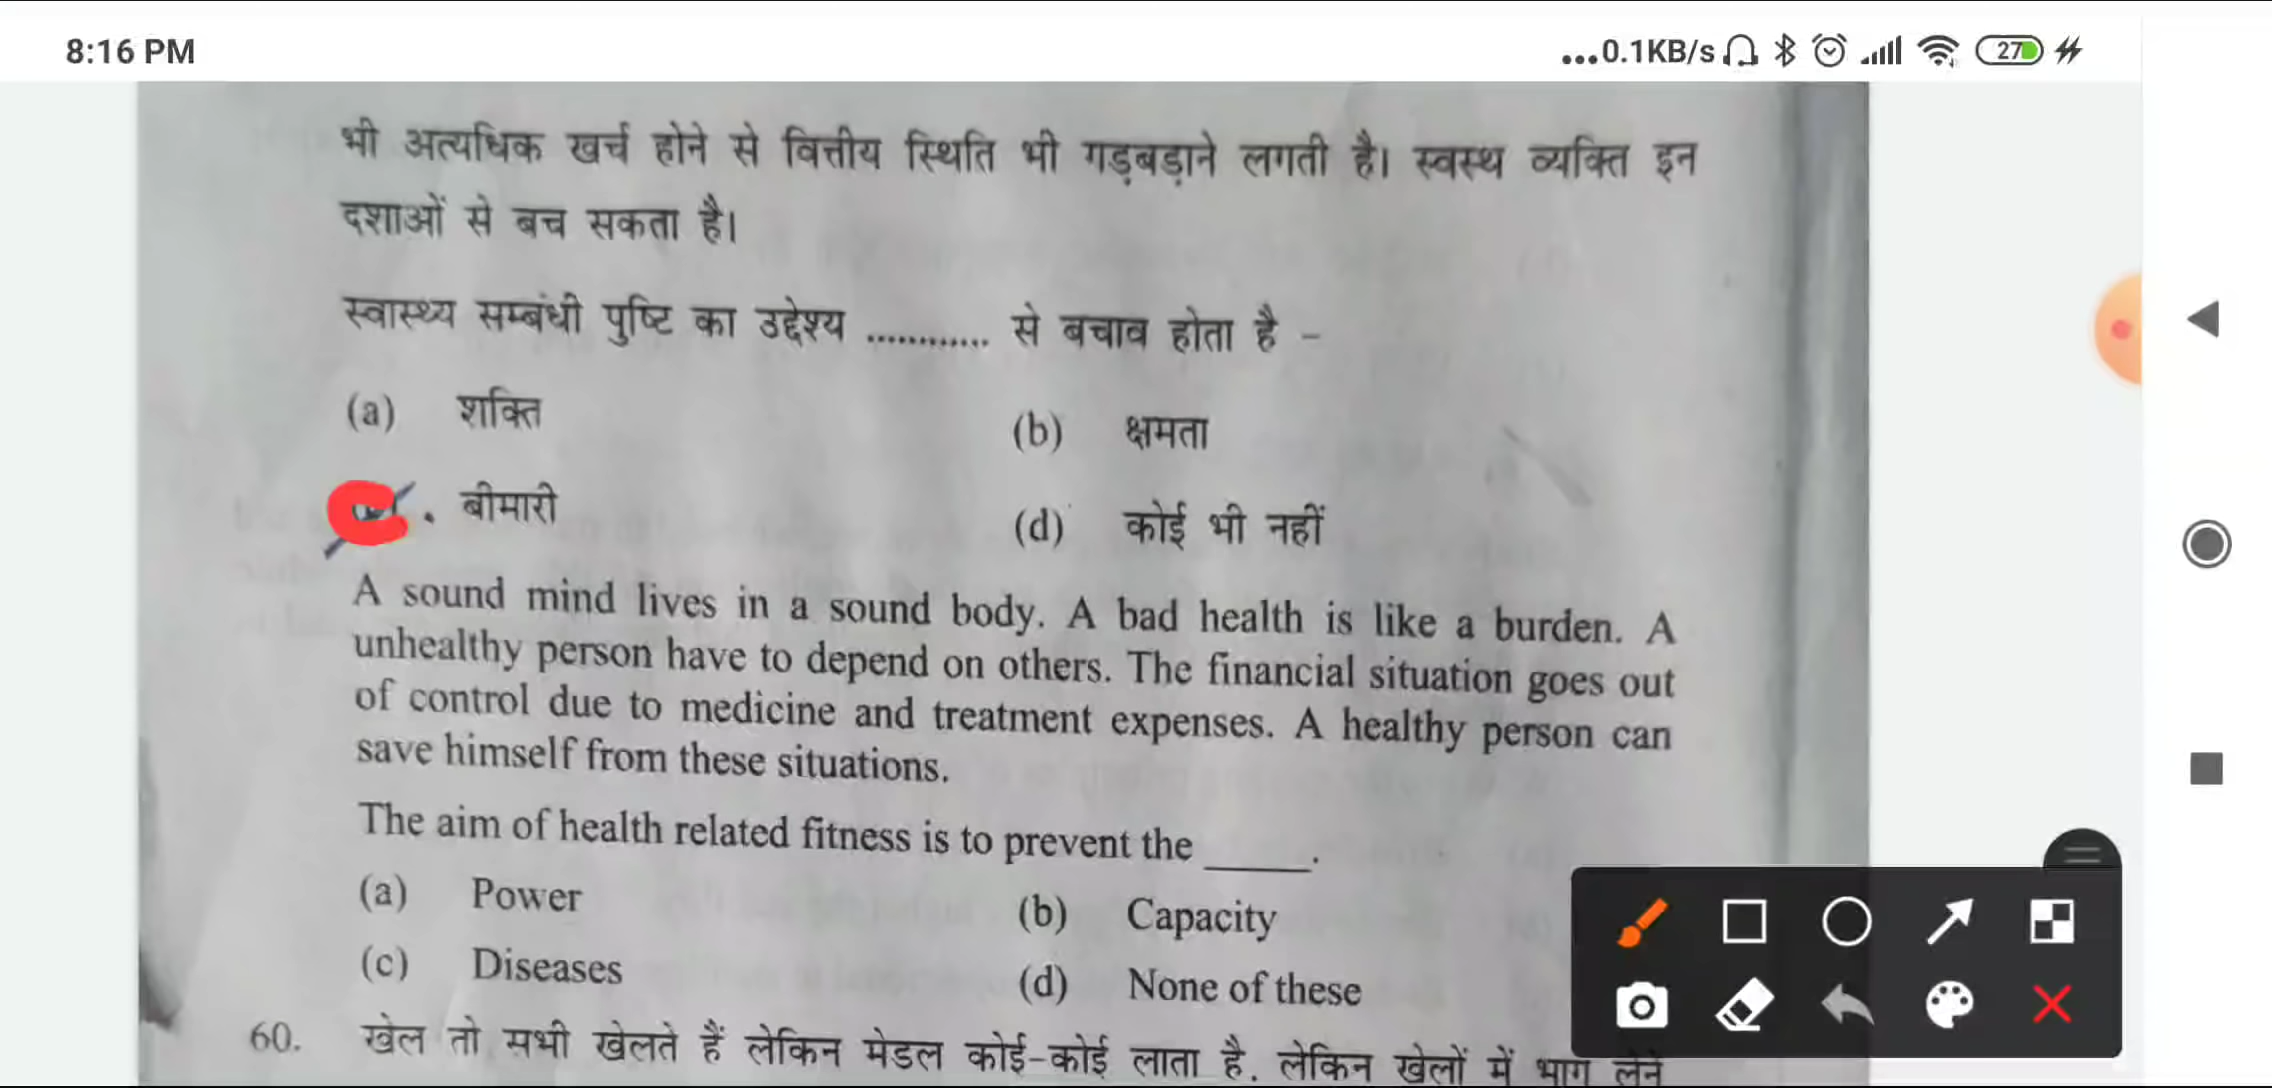 8:16 PM
...0.1KB/s
27
भी अत्यधिक खर्च होने से वित्तीय स्थिति भी गड़बड़ाने लगती है। स्वस्थ व्यक्ति इन
दशाओं से बच सकता है।
स्वास्थ्य सम्बंधी पुष्टि का उद्देश्य ............ से बचाव होता है -
(a) शक्ति
(b) क्षमता
. बीमारी
(d) कोई भी नहीं
A sound mind lives in a sound body. A bad health is like a burden. A
unhealthy person have to depend on others. The financial situation goes out
of control due to medicine and treatment expenses. A healthy person can
save himself from these situations.
The aim of health related fitness is to prevent the _____.
(a) Power
(b) Capacity
(c) Diseases
(d) None of these
60. खेल तो सभी खेलते हैं लेकिन मेडल कोई-कोई लाता है. लेकिन खेलों में भाग लेने